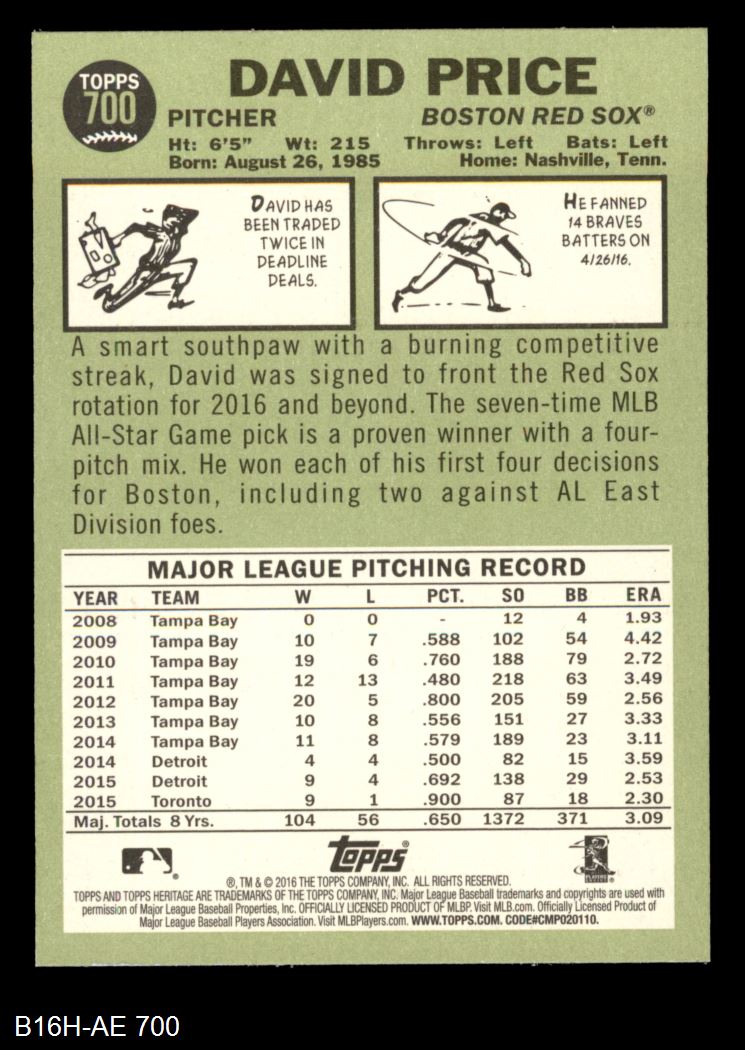 DAVID PRICE
TOPPS
700
PITCHER BOSTON RED SOX®
Ht: 6'5" Wt: 215 Throws: Left Bats: Left
Born: August 26, 1985 Home: Nashville, Tenn.
DAVID HAS
BEEN TRADED
TWICE IN
DEADLINE
DEALS.
HE FANNED
14 BRAVES
BATTERS ON
4/26/16.
A smart southpaw with a burning competitive
streak, David was signed to front the Red Sox
rotation for 2016 and beyond. The seven-time MLB
All-Star Game pick is a proven winner with a four-
pitch mix. He won each of his first four decisions
for Boston, including two against AL East
Division foes.
MAJOR LEAGUE PITCHING RECORD
YEAR TEAM W L PCT. SO BB ERA
2008 Tampa Bay 0 0 - 12 4 1.93
2009 Tampa Bay 10 7 .588 102 54 4.42
2010 Tampa Bay 19 6 .760 188 79 2.72
2011 Tampa Bay 12 13 .480 218 63 3.49
2012 Tampa Bay 20 5 .800 205 59 2.56
2013 Tampa Bay 10 8 .556 151 27 3.33
2014 Tampa Bay 11 8 .579 189 23 3.11
2014 Detroit 4 4 .500 82 15 3.59
2015 Detroit 9 4 .692 138 29 2.53
2015 Toronto 9 1 .900 87 18 2.30
Maj. Totals 8 Yrs. 104 56 .650 1372 371 3.09
topps®
®, TM & © 2016 THE TOPPS COMPANY, INC. ALL RIGHTS RESERVED.
TOPPS AND TOPPS HERITAGE ARE TRADEMARKS OF THE TOPPS COMPANY, INC. Major League Baseball trademarks and copyrights are used with
permission of Major League Baseball Properties, Inc. OFFICIALLY LICENSED PRODUCT OF MLBP. Visit MLB.com. Officially Licensed Product of
Major League Baseball Players Association. Visit MLBPlayers.com. WWW.TOPPS.COM. CODE#CMP020110.
B16H-AE 700